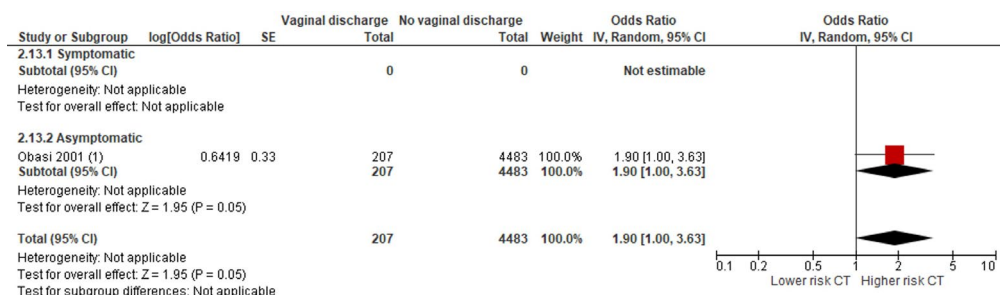 Vaginal discharge No vaginal discharge Odds Ratio Odds Ratio
Study or Subgroup log[Odds Ratio] SE Total Total Weight IV, Random, 95% CI IV, Random, 95% CI
2.13.1 Symptomatic
Subtotal (95% CI) 0 0 Not estimable
Heterogeneity: Not applicable
Test for overall effect: Not applicable
2.13.2 Asymptomatic
Obasi 2001 (1) 0.6419 0.33 207 4483 100.0% 1.90 [1.00, 3.63]
Subtotal (95% CI) 207 4483 100.0% 1.90 [1.00, 3.63]
Heterogeneity: Not applicable
Test for overall effect: Z = 1.95 (P = 0.05)
Total (95% CI) 207 4483 100.0% 1.90 [1.00, 3.63]
Heterogeneity: Not applicable
Test for overall effect: Z = 1.95 (P = 0.05)
Test for subgroup differences: Not applicable
0.1 0.2 0.5 1 2 5 10
Lower risk CT Higher risk CT